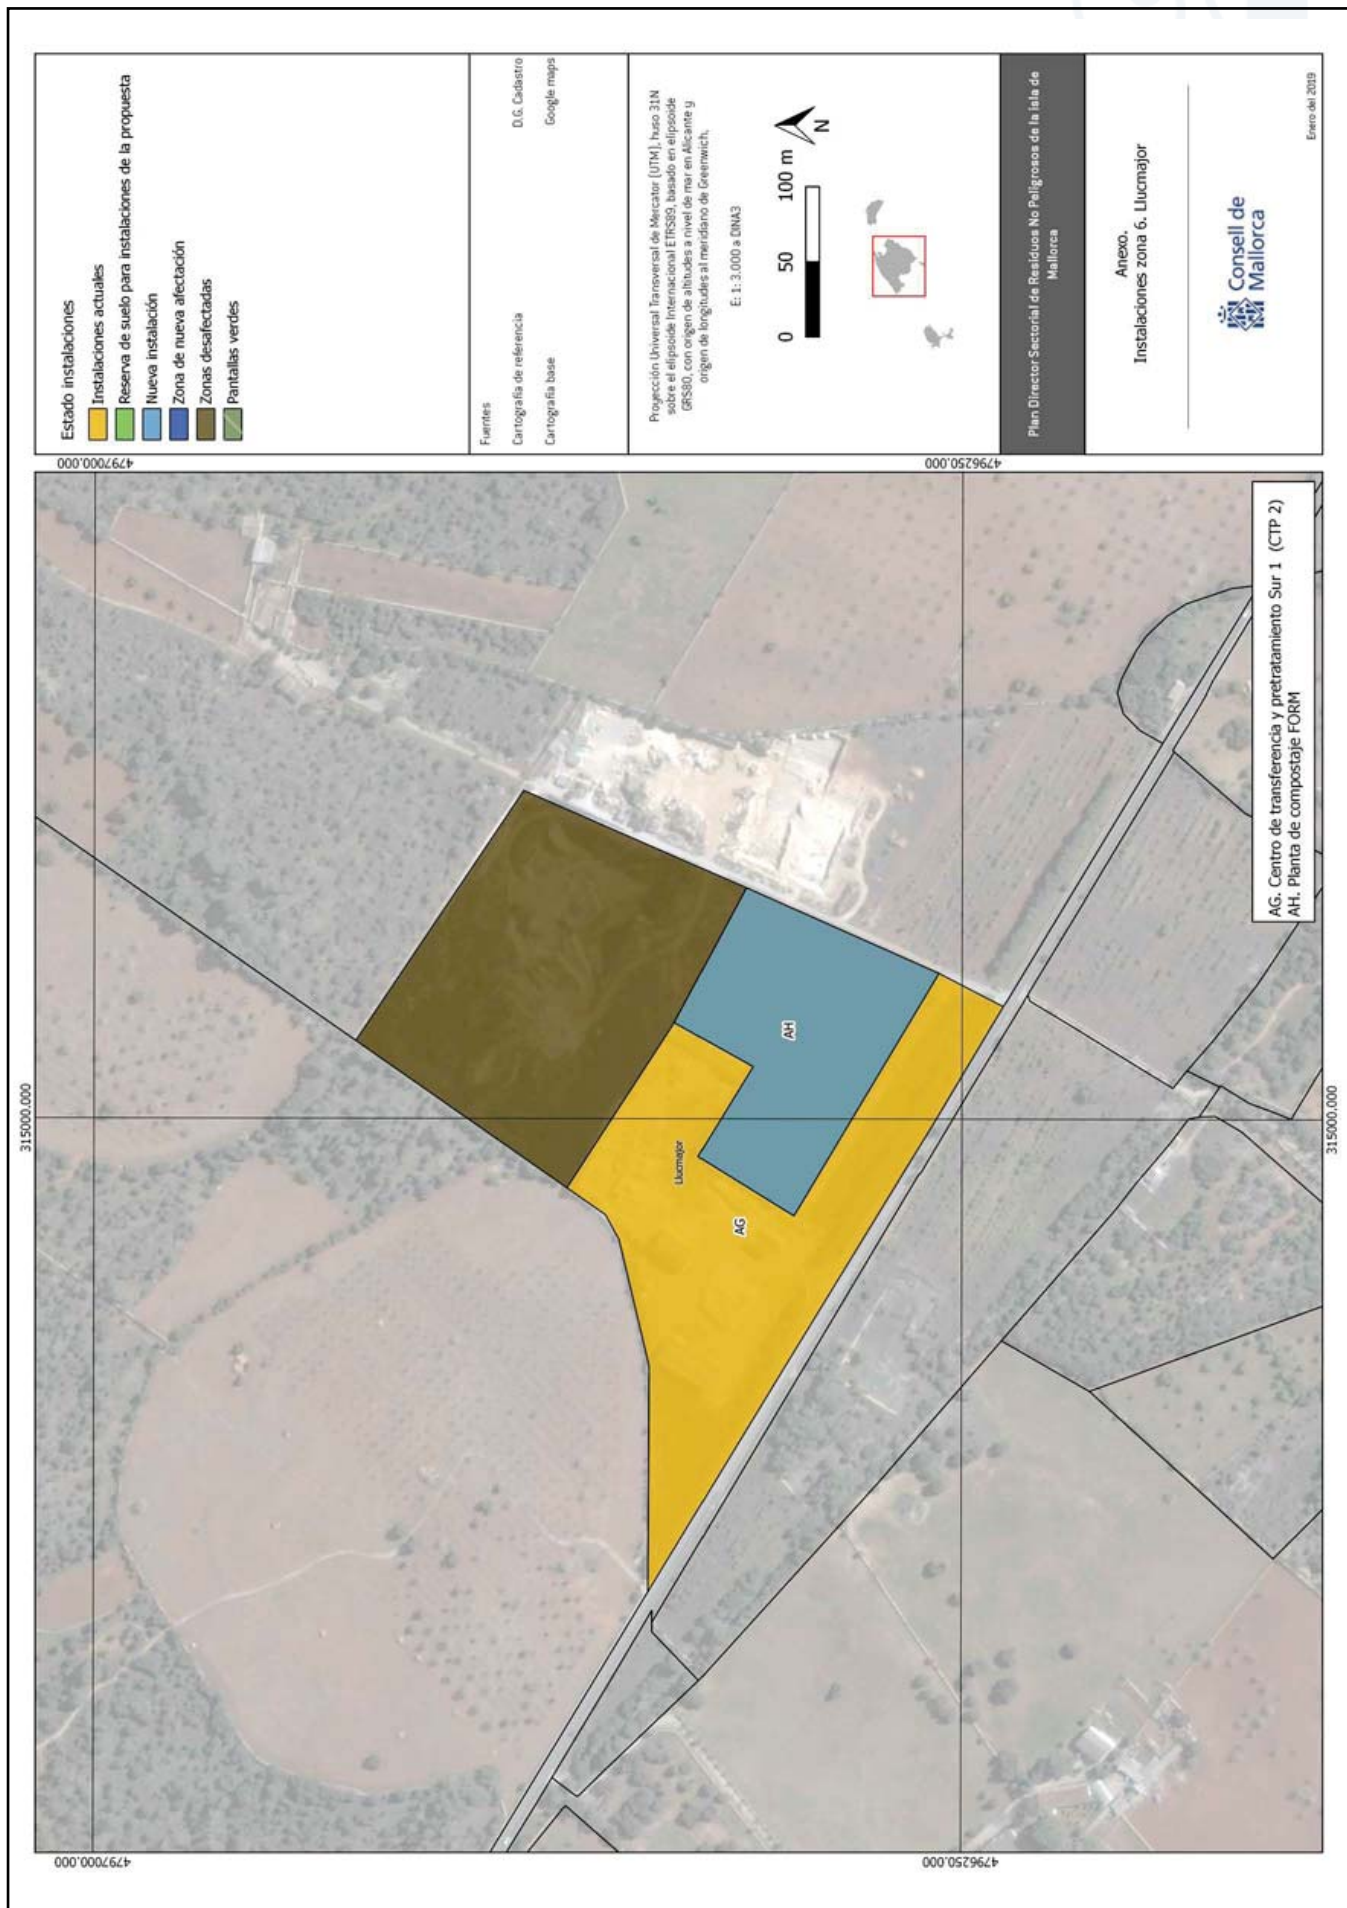 Estado instalaciones
Instalaciones actuales
Reserva de suelo para instalaciones de la propuesta
Nueva instalación
Zona de nueva afectación
Zonas desafectadas
Pantallas verdes
Fuentes
Cartografía de referencia D.G. Cadastro
Cartografía base Google maps
Proyección Universal Transversal de Mercator (UTM), huso 31N
sobre el elipsoide Internacional ETRS89, basado en elipsoide
GRS80, con origen de altitudes a nivel de mar en Alicante y
origen de longitudes al meridiano de Greenwich.
E: 1: 3.000 a DINA3
0 50 100 m
N
Plan Director Sectorial de Residuos No Peligrosos de la isla de
Mallorca
Anexo.
Instalaciones zona 6. Llucmajor
Consell de
Mallorca
Enero del 2019
4797000.000
4796250.000
315000.000
Llucmajor
AG
AH
315000.000
4797000.000
4796250.000
AG. Centro de transferencia y pretratamiento Sur 1 (CTP 2)
AH. Planta de compostaje FORM